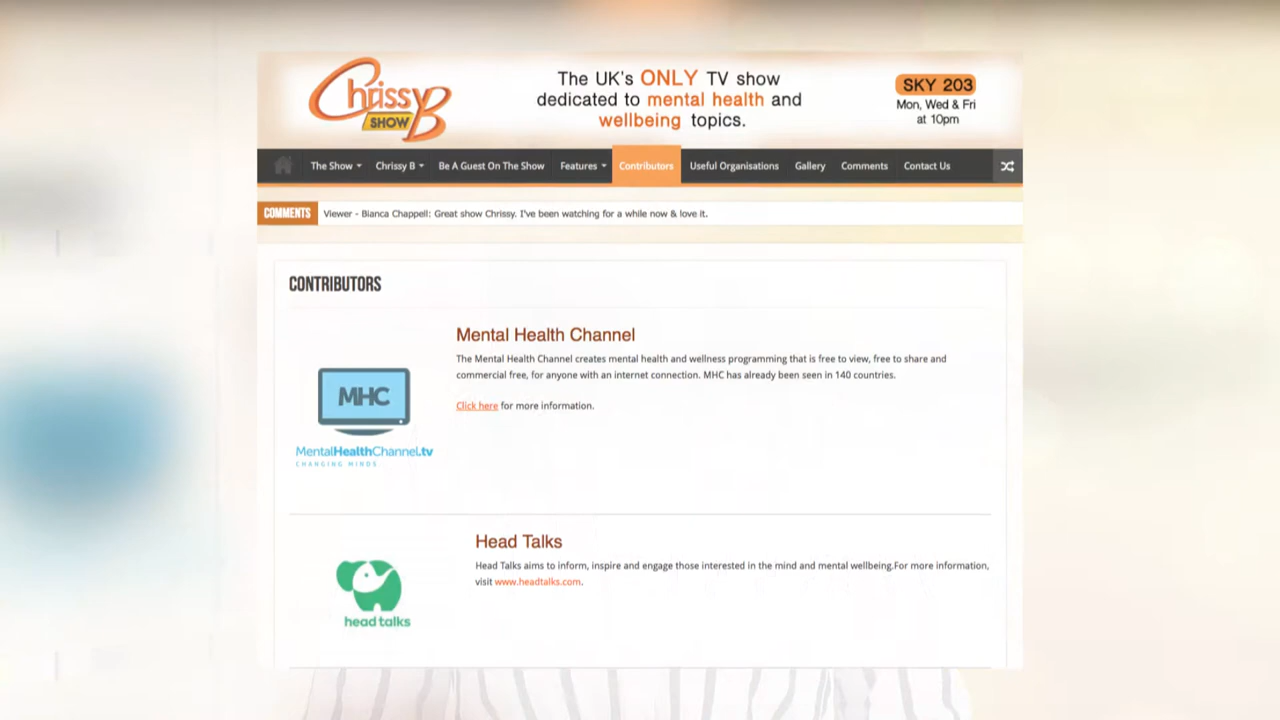 Chrissy B
SHOW
The UK's ONLY TV show
dedicated to mental health and
wellbeing topics.
SKY 203
Mon, Wed & Fri
at 10pm
The Show Chrissy B Be A Guest On The Show Features Contributors Useful Organisations Gallery Comments Contact Us
COMMENTS Viewer - Bianca Chappell: Great show Chrissy. I've been watching for a while now & love it.
CONTRIBUTORS
Mental Health Channel
The Mental Health Channel creates mental health and wellness programming that is free to view, free to share and
commercial free, for anyone with an internet connection. MHC has already been seen in 140 countries.
Click here for more information.
MHC
MentalHealthChannel.tv
CHANGING MINDS
Head Talks
Head Talks aims to inform, inspire and engage those interested in the mind and mental wellbeing.For more information,
visit www.headtalks.com.
head talks